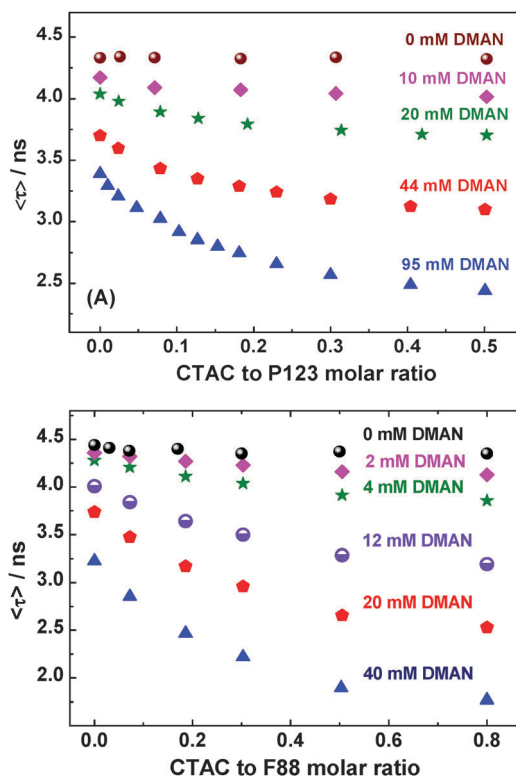 4.5
4.0
3.5
3.0
2.5
<τ> / ns
0 mM DMAN
10 mM DMAN
20 mM DMAN
44 mM DMAN
95 mM DMAN
(A)
0.0 0.1 0.2 0.3 0.4 0.5
CTAC to P123 molar ratio
4.5
4.0
3.5
3.0
2.5
2.0
<τ> / ns
0 mM DMAN
2 mM DMAN
4 mM DMAN
12 mM DMAN
20 mM DMAN
40 mM DMAN
0.0 0.2 0.4 0.6 0.8
CTAC to F88 molar ratio